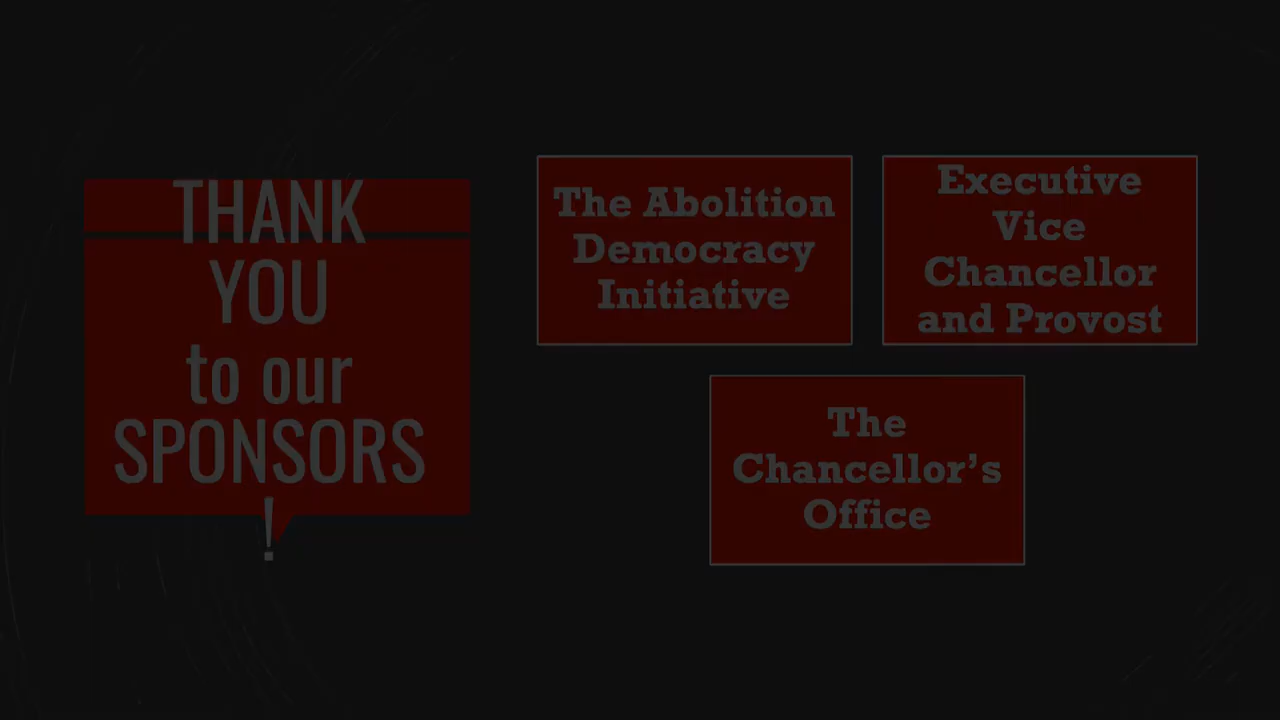 THANK
YOU
to our
SPONSORS
!
The Abolition
Democracy
Initiative
Executive
Vice
Chancellor
and Provost
The
Chancellor’s
Office